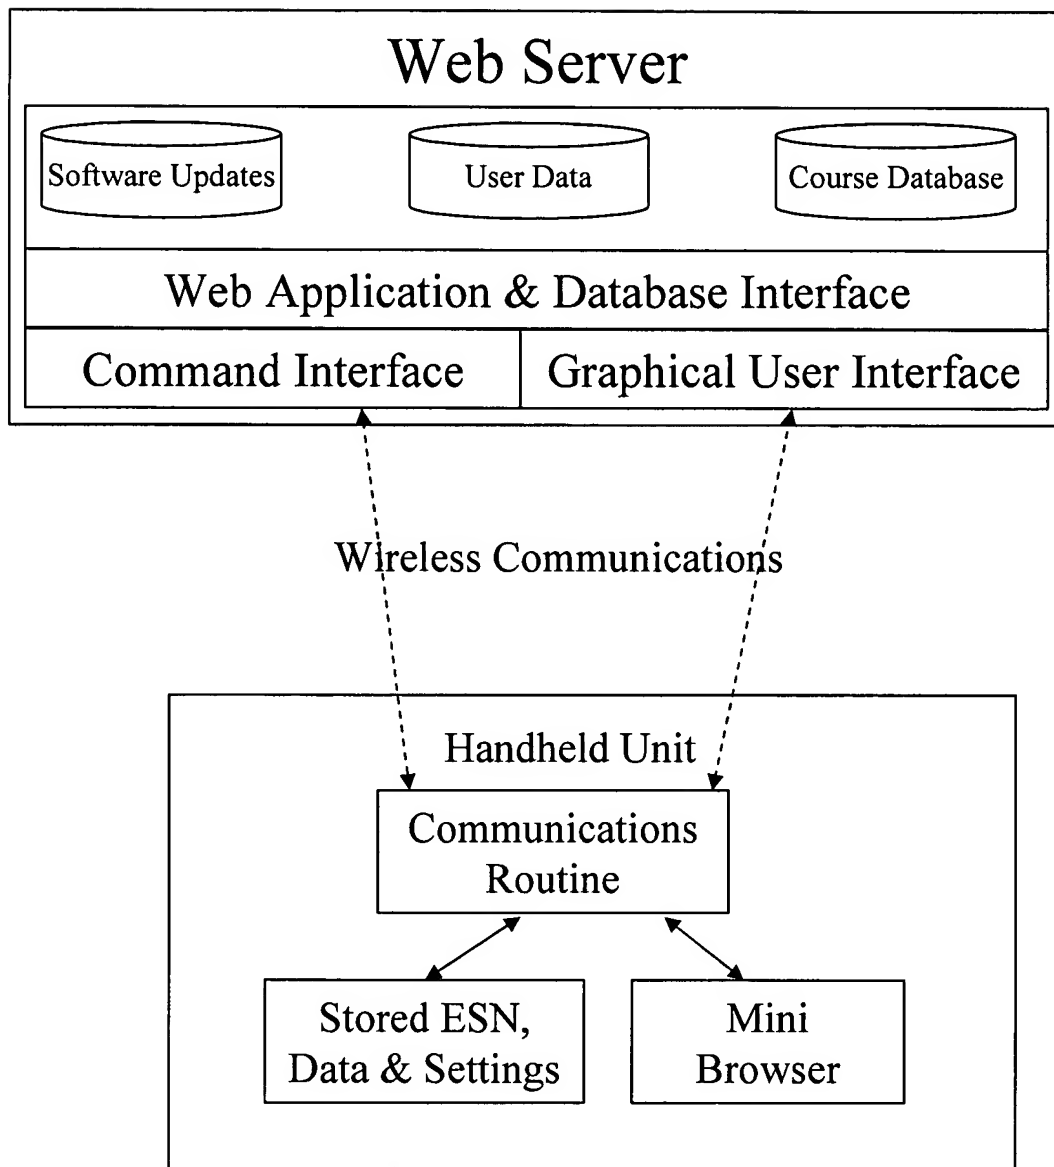 Web Server
Software Updates
User Data
Course Database
Web Application & Database Interface
Command Interface
Graphical User Interface
Wireless Communications
Handheld Unit
Communications
Routine
Stored ESN,
Data & Settings
Mini
Browser